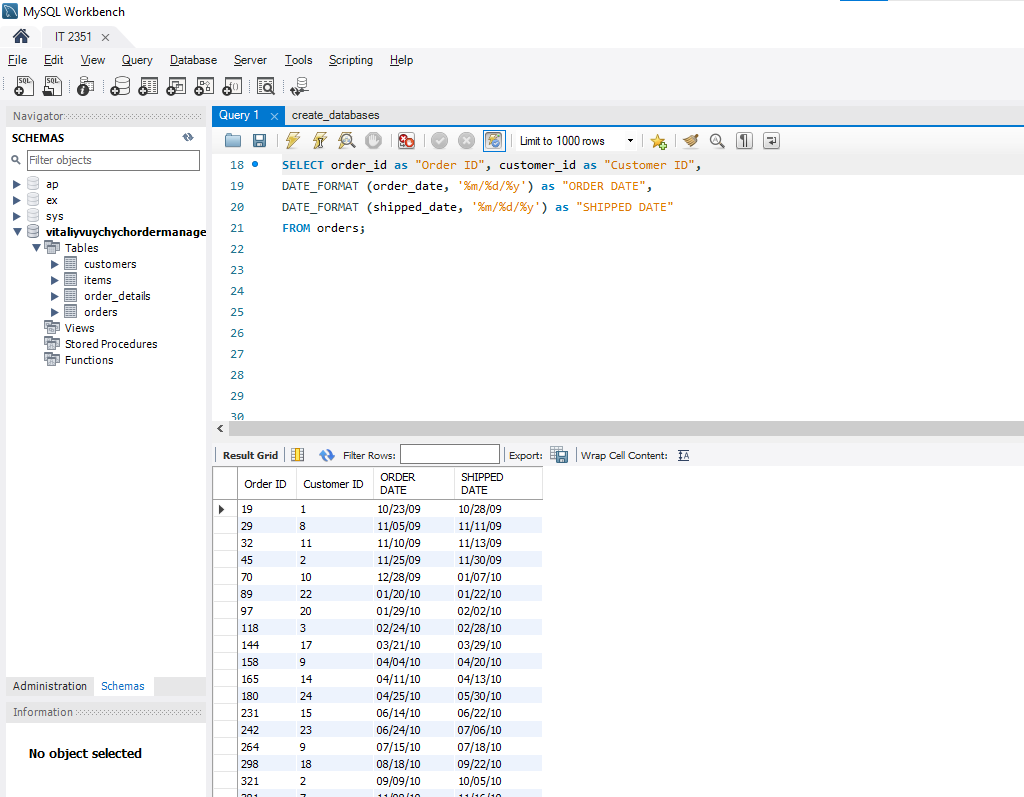 MySQL Workbench
IT 2351
File Edit View Query Database Server Tools Scripting Help
Navigator
SCHEMAS
Filter objects
ap
ex
sys
vitaliyvuychychordermanage
Tables
customers
items
order_details
orders
Views
Stored Procedures
Functions
Administration Schemas
Information
No object selected
Query 1 create_databases
Limit to 1000 rows
18 SELECT order_id as "Order ID", customer_id as "Customer ID",
19 DATE_FORMAT (order_date, '%m/%d/%y') as "ORDER DATE",
20 DATE_FORMAT (shipped_date, '%m/%d/%y') as "SHIPPED DATE"
21 FROM orders;
22
23
24
25
26
27
28
29
30
Result Grid Filter Rows: Export: Wrap Cell Content:
Order ID Customer ID ORDER DATE SHIPPED DATE
19 1 10/23/09 10/28/09
29 8 11/05/09 11/11/09
32 11 11/10/09 11/13/09
45 2 11/25/09 11/30/09
70 10 12/28/09 01/07/10
89 22 01/20/10 01/22/10
97 20 01/29/10 02/02/10
118 3 02/24/10 02/28/10
144 17 03/21/10 03/29/10
158 9 04/04/10 04/20/10
165 14 04/11/10 04/13/10
180 24 04/25/10 05/30/10
231 15 06/14/10 06/22/10
242 23 06/24/10 07/06/10
264 9 07/15/10 07/18/10
298 18 08/18/10 09/22/10
321 2 09/09/10 10/05/10